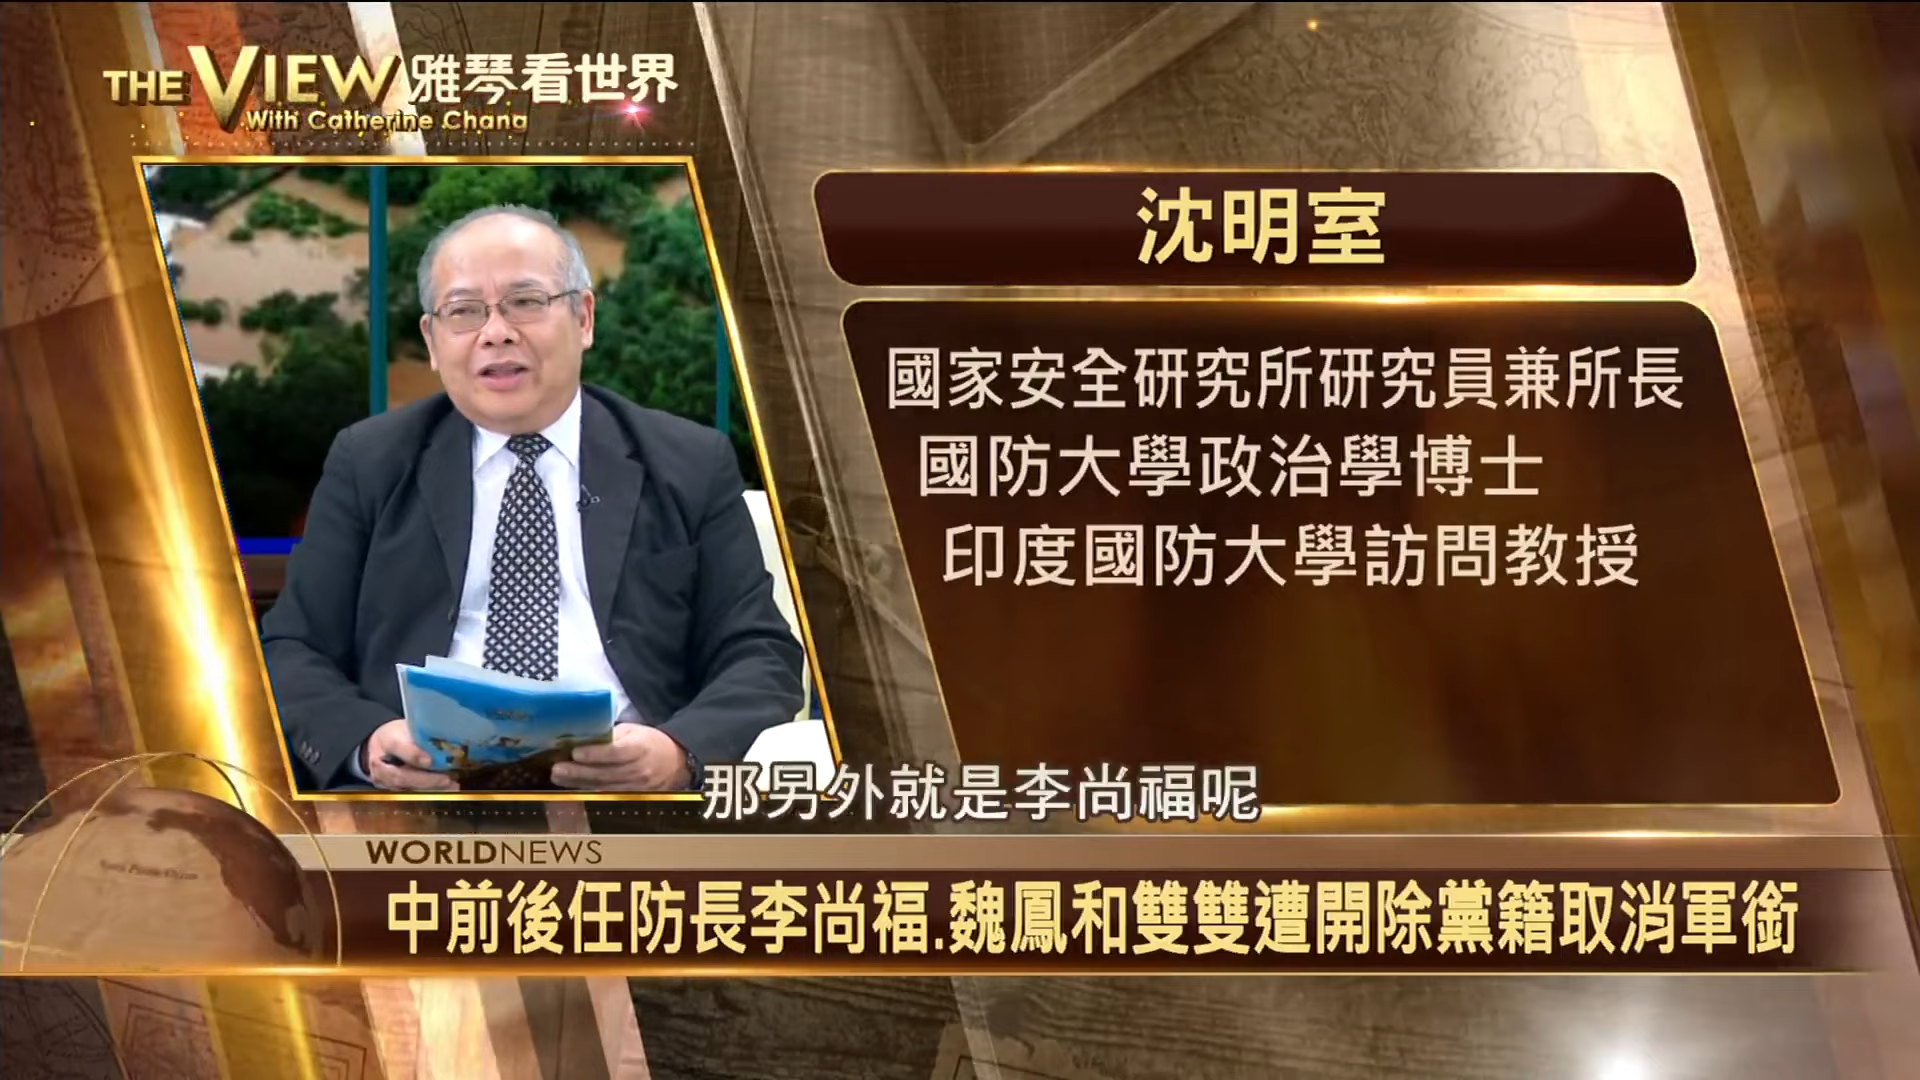 THE VIEW 雅琴看世界
With Catherine Chang
沈明室
國家安全研究所研究員兼所長
國防大學政治學博士
印度國防大學訪問教授
那另外就是李尚福呢
WORLDNEWS
中前後任防長李尚福.魏鳳和雙雙遭開除黨籍取消軍銜